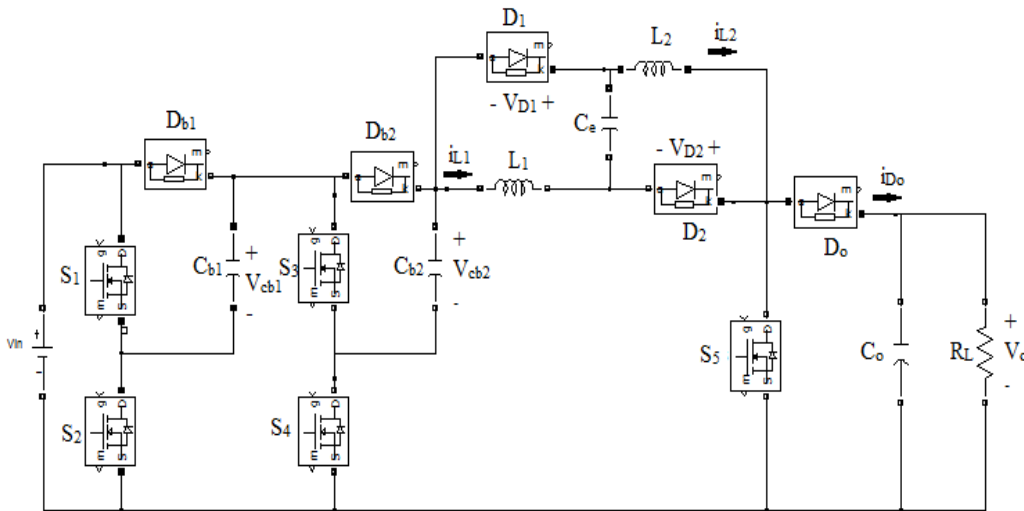 D1
L2
iL2
m
a
k
- VD1 +
Ce
Db1
m
a
k
Db2
m
a
k
iL1
L1
- VD2 +
m
a
k
D2
m
a
k
Do
iDo
S1
g
D
m
S
Cb1
+
Vcb1
-
S3
g
D
m
S
Cb2
+
Vcb2
-
Vin
+
-
S2
g
D
m
S
S4
g
D
m
S
S5
g
D
m
S
Co
RL
+
Vo
-